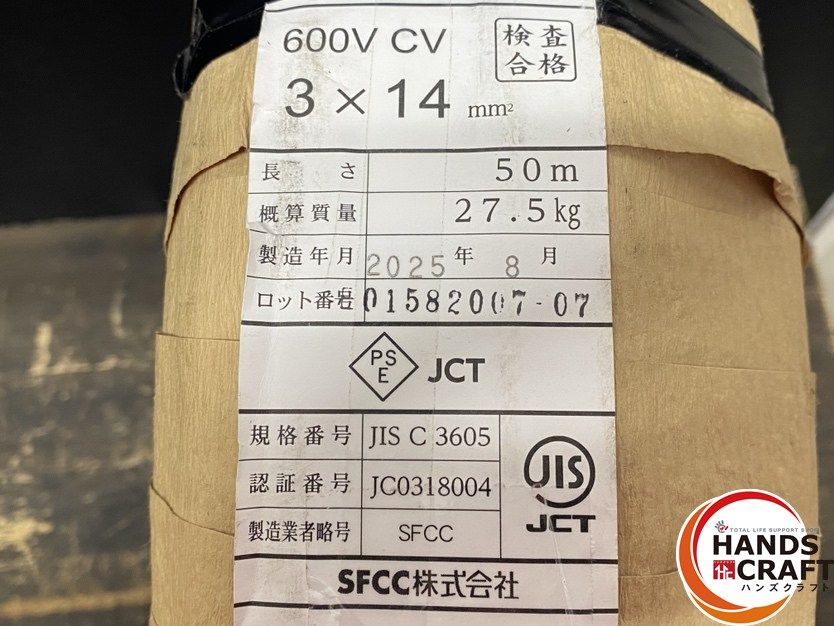 600V CV
検査
合格
3 × 14 mm²
長さ 50m
概算質量 27.5kg
製造年月 2025年 8月
ロット番号 01582007-07
PS
E
JCT
規格番号 JIS C 3605
認証番号 JC0318004
製造業者略号 SFCC
JIS
JCT
SFCC株式会社
TOTAL LIFE SUPPORT SHOP
HANDS
CRAFT
ハンズクラフト